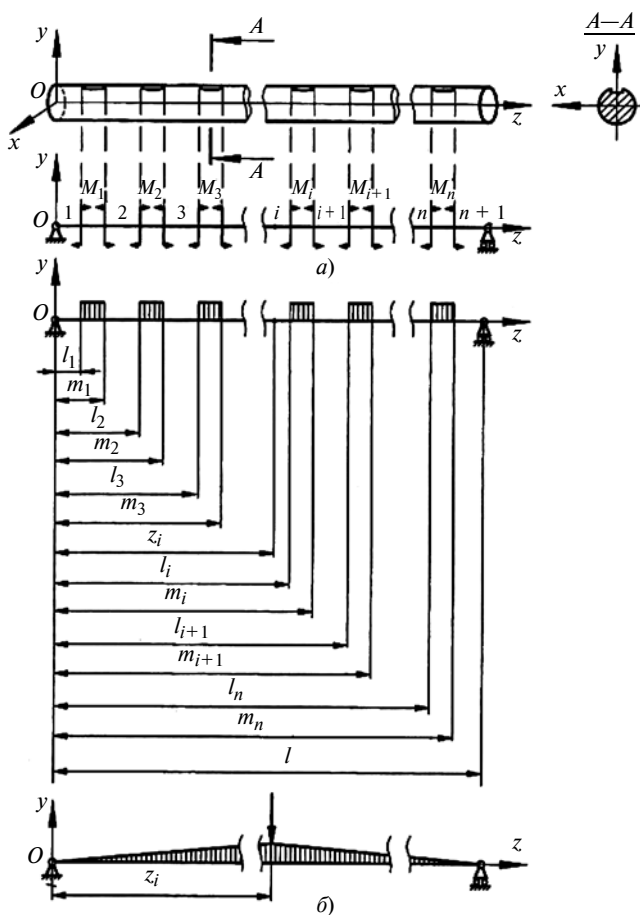 A
A—A
y
y
O
x
z
x
y
A
M₁ M₂ M₃ Mᵢ Mᵢ₊₁ Mₙ
O 1 2 3 i i+1 n n + 1
z
а)
y
O
z
l₁
m₁
l₂
m₂
l₃
m₃
zᵢ
lᵢ
mᵢ
lᵢ₊₁
mᵢ₊₁
lₙ
mₙ
l
y
O
z
zᵢ
б)